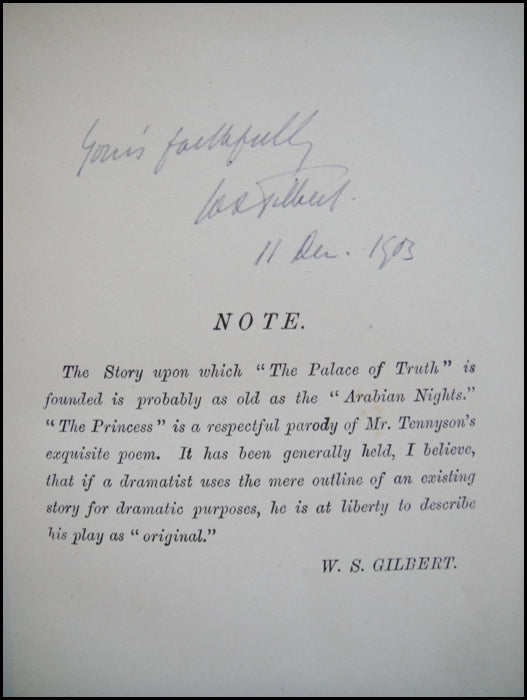 Yours faithfully
W S Gilbert.
11 Dec. 1903
NOTE.
The Story upon which "The Palace of Truth" is
founded is probably as old as the "Arabian Nights."
"The Princess" is a respectful parody of Mr. Tennyson's
exquisite poem. It has been generally held, I believe,
that if a dramatist uses the mere outline of an existing
story for dramatic purposes, he is at liberty to describe
his play as "original."
W. S. GILBERT.